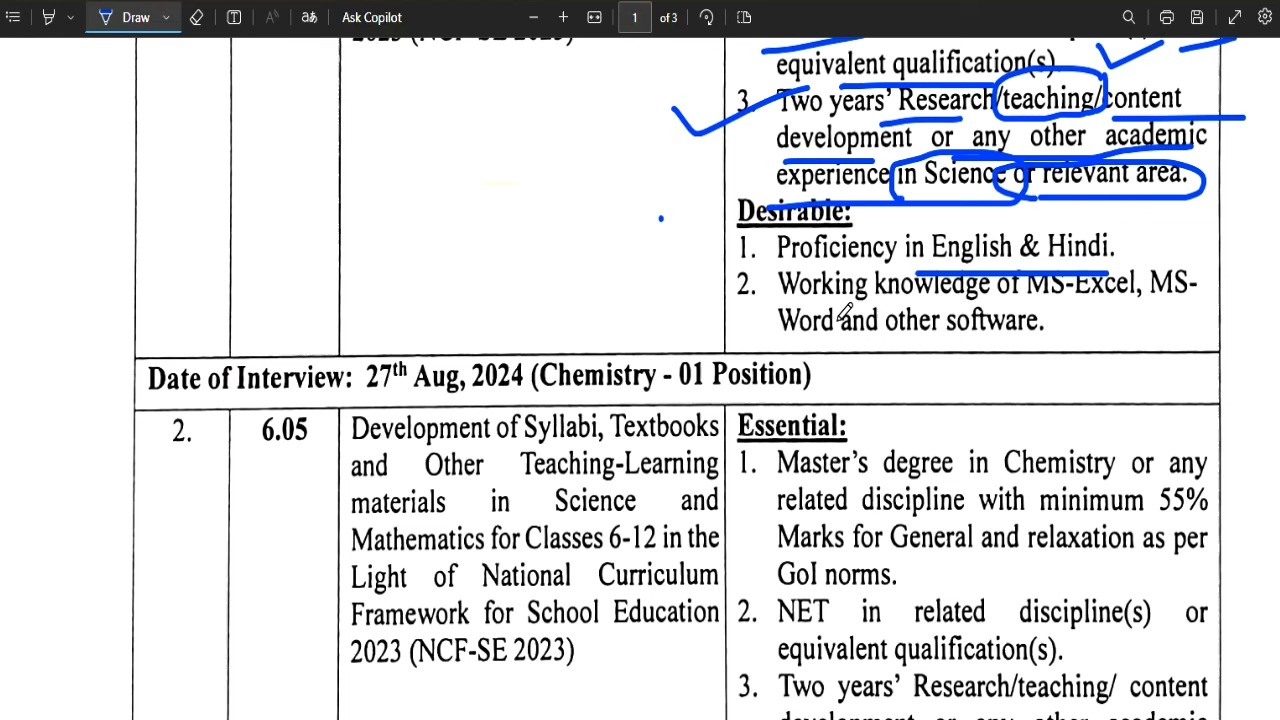 Draw
Ask Copilot
1 of 3
equivalent qualification(s).
3. Two years' Research/teaching/content
development or any other academic
experience in Science or relevant area.
Desirable:
1. Proficiency in English & Hindi.
2. Working knowledge of MS-Excel, MS-
Word and other software.
Date of Interview: 27th Aug, 2024 (Chemistry - 01 Position)
2.
6.05
Development of Syllabi, Textbooks
and Other Teaching-Learning
materials in Science and
Mathematics for Classes 6-12 in the
Light of National Curriculum
Framework for School Education
2023 (NCF-SE 2023)
Essential:
1. Master's degree in Chemistry or any
related discipline with minimum 55%
Marks for General and relaxation as per
GoI norms.
2. NET in related discipline(s) or
equivalent qualification(s).
3. Two years' Research/teaching/ content